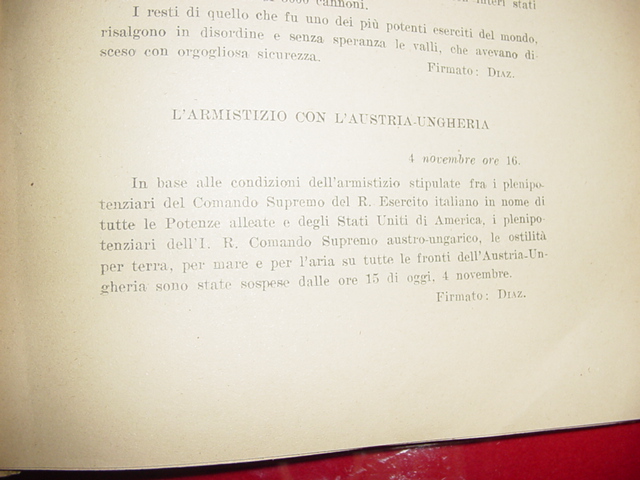 5000 cannoni. interi stati
I resti di quello che fu uno dei più potenti eserciti del mondo,
risalgono in disordine e senza speranza le valli, che avevano di-
sceso con orgogliosa sicurezza.
Firmato: DIAZ.
L'ARMISTIZIO CON L'AUSTRIA-UNGHERIA
4 novembre ore 16.
In base alle condizioni dell'armistizio stipulate fra i plenipo-
tenziari del Comando Supremo del R. Esercito italiano in nome di
tutte le Potenze alleate e degli Stati Uniti di America, i plenipo-
tenziari dell'I. R. Comando Supremo austro-ungarico, le ostilità
per terra, per mare e per l'aria su tutte le fronti dell'Austria-Un-
gheria sono state sospese dalle ore 15 di oggi, 4 novembre.
Firmato: DIAZ.